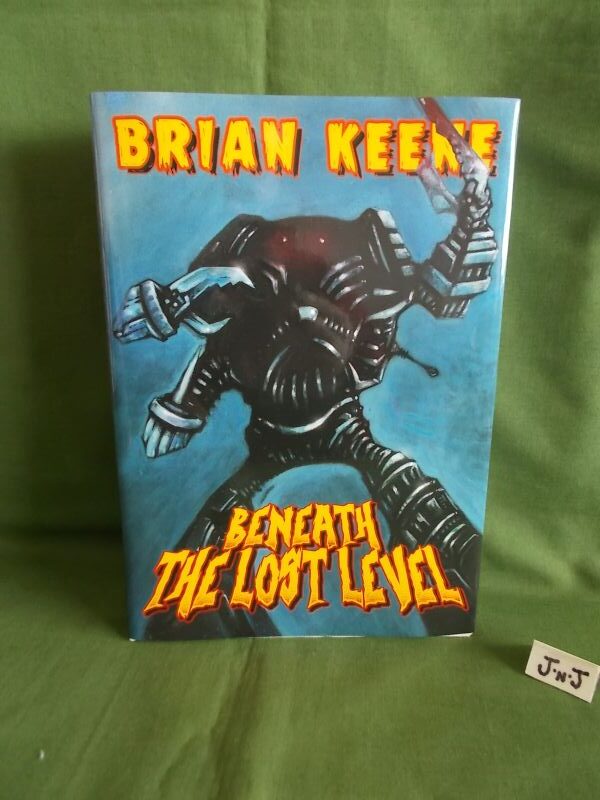 BRIAN KEENE
BENEATH
THE LOST LEVEL
J·N·J